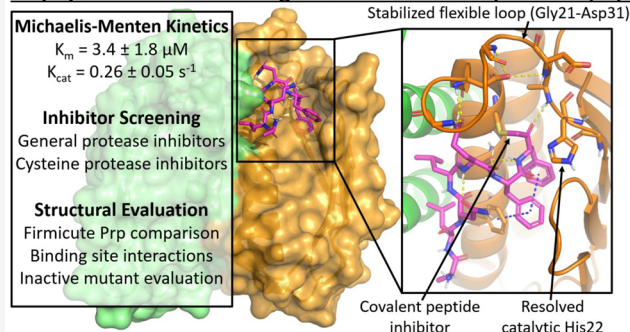 Stabilized flexible loop (Gly21-Asp31)
Michaelis-Menten Kinetics
Km = 3.4 ± 1.8 µM
Kcat = 0.26 ± 0.05 s-1
Inhibitor Screening
General protease inhibitors
Cysteine protease inhibitors
Structural Evaluation
Firmicute Prp comparison
Binding site interactions
Inactive mutant evaluation
Covalent peptide
inhibitor
Resolved
catalytic His22